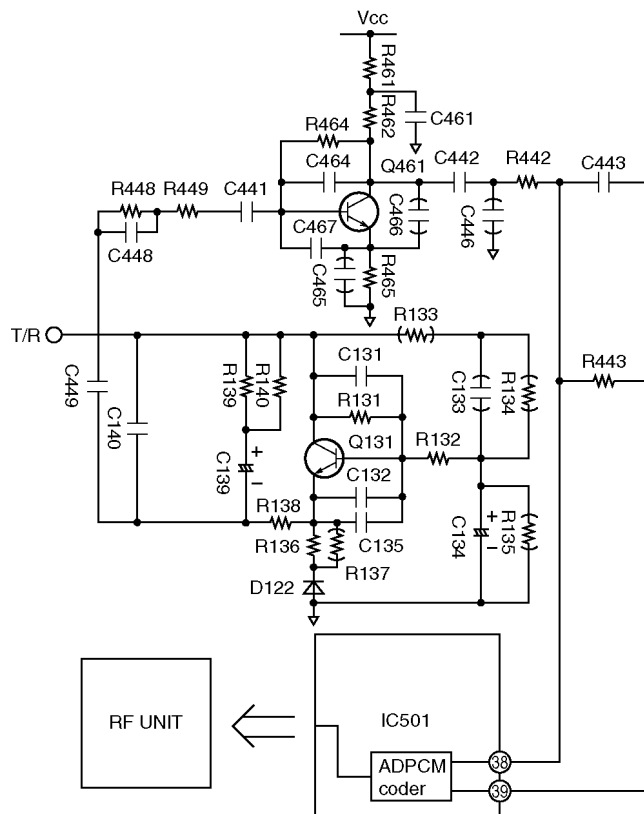 Vcc
R461
R462
C461
R464
C464
Q461
C442
R442
C443
R448
R449
C441
C448
C467
C466
C446
C465
R465
T/R
R133
C449
C140
R139
R140
C131
R131
C133
R134
Q131
R132
C139
+
−
C132
R138
R136
C135
R137
C134
+
−
R135
R443
D122
RF UNIT
IC501
ADPCM
coder
38
39